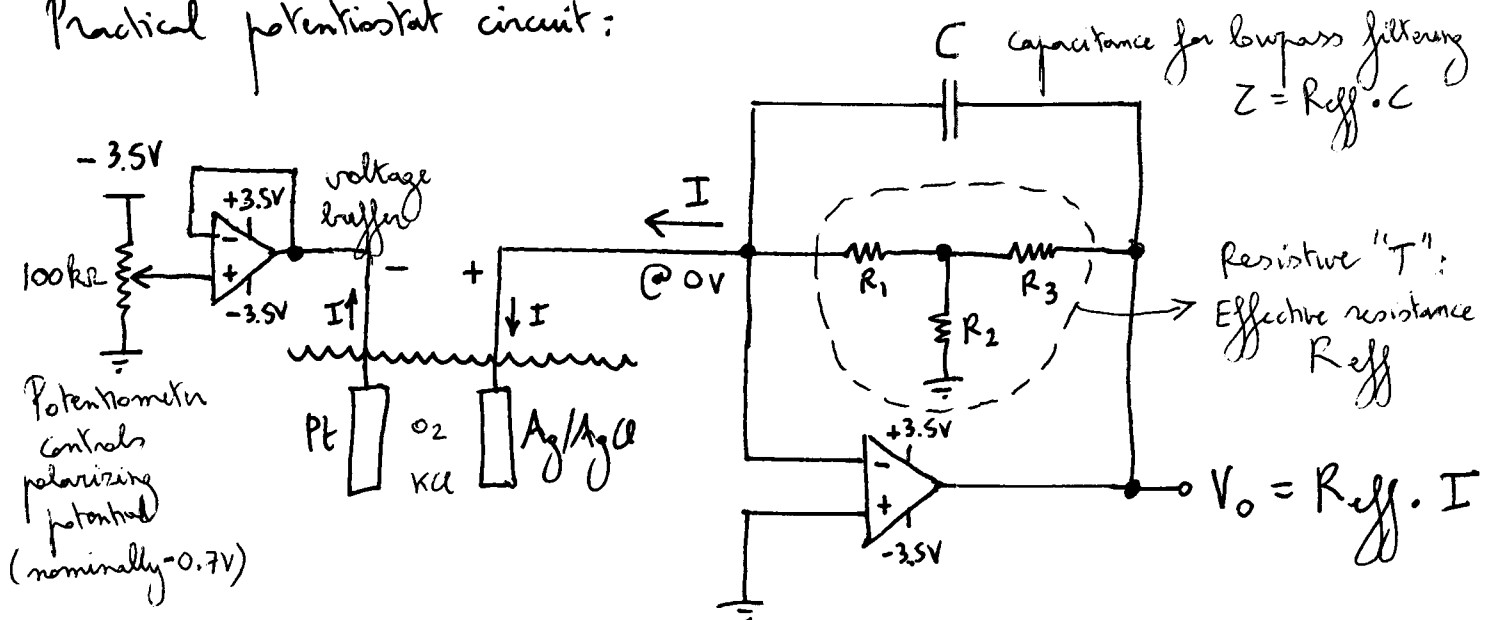 Practical potentiostat circuit:
C capacitance for lowpass filtering
τ = Reff . C
- 3.5V
+3.5V
voltage
buffer
-
+
-3.5V
100kΩ
I
I
I
-
+
@ 0V
R1
R3
R2
Resistive "T":
Effective resistance
Reff
Potentiometer
controls
polarizing
potential
(nominally -0.7V)
Pt
O2
KCl
Ag/AgCl
+3.5V
-
+
-3.5V
Vo = Reff . I